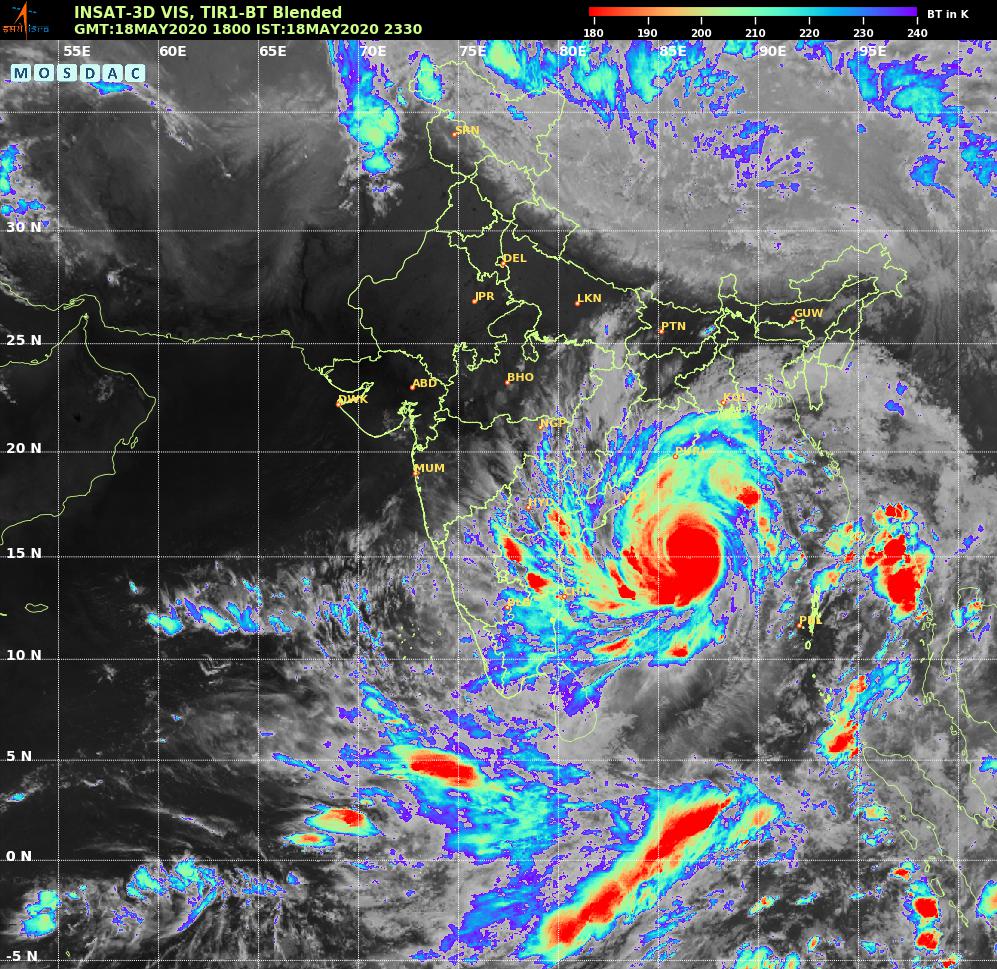 INSAT-3D VIS, TIR1-BT Blended
GMT:18MAY2020 1800 IST:18MAY2020 2330
BT in K
180 190 200 210 220 230 240
55E 60E 65E 70E 75E 80E 85E 90E 95E
MOSDAC
SRN
30 N
DEL
JPR
LKN
GUW
PTN
25 N
BHO
ABD
DWK
KOL
NGP
20 N
PURI
MUM
HYD
15 N
CHN
BLR
PBL
10 N
5 N
0 N
-5 N